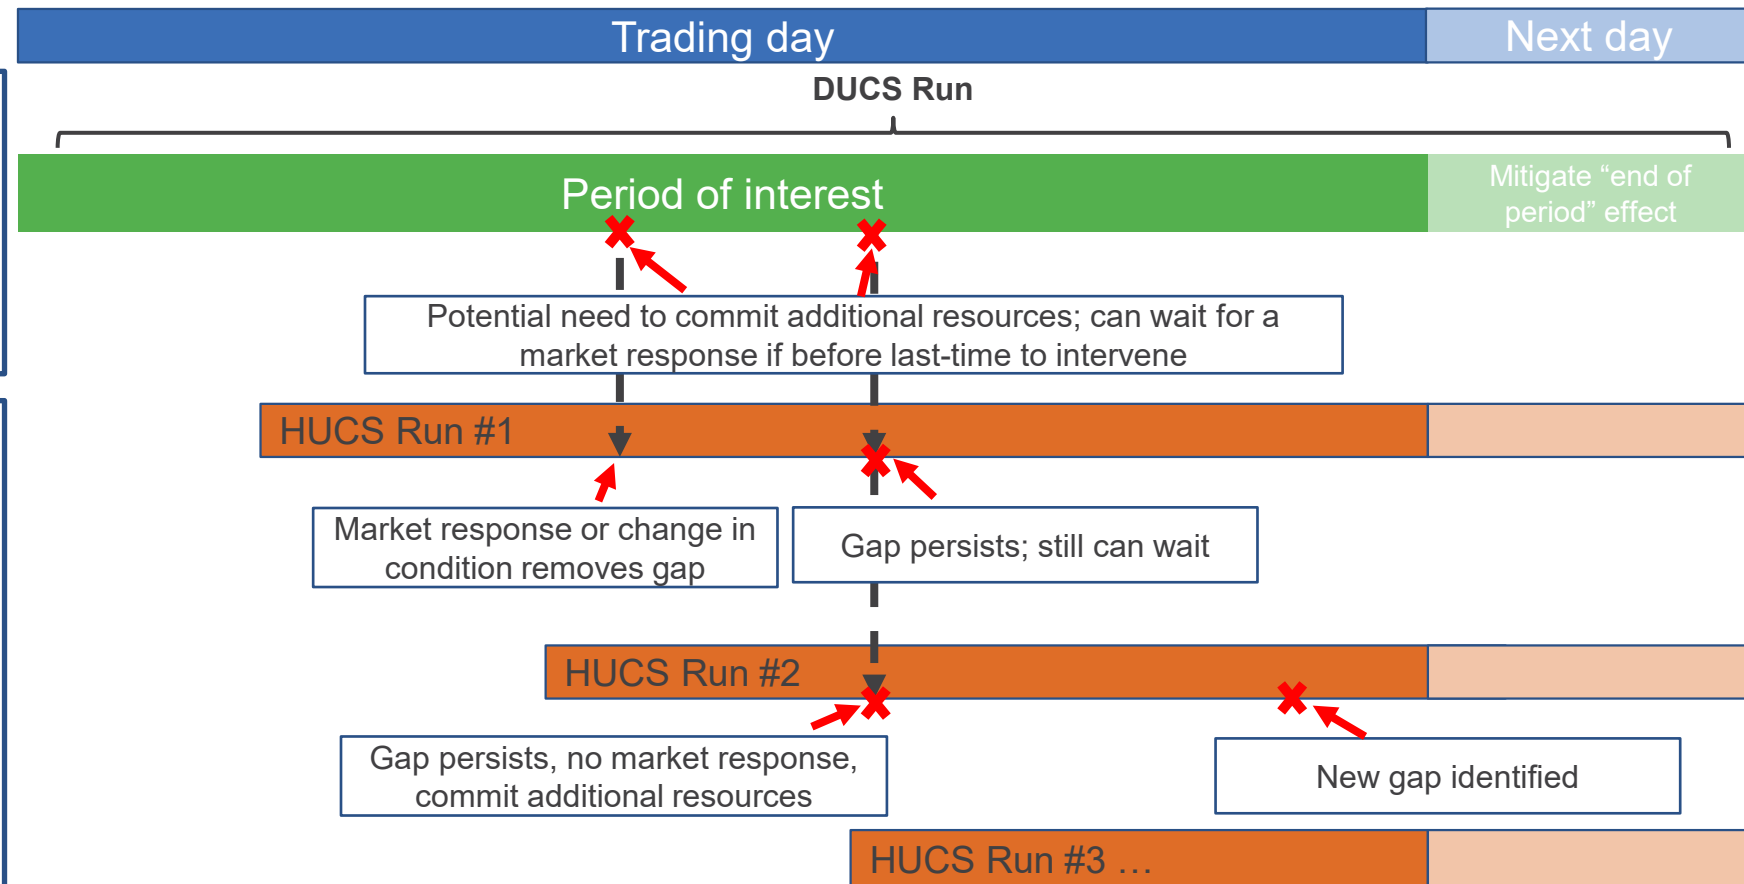 Trading day
Next day
DUCS Run
Period of interest
Mitigate “end of
period” effect
Potential need to commit additional resources; can wait for a
market response if before last-time to intervene
HUCS Run #1
Market response or change in
condition removes gap
Gap persists; still can wait
HUCS Run #2
Gap persists, no market response,
commit additional resources
New gap identified
HUCS Run #3 …